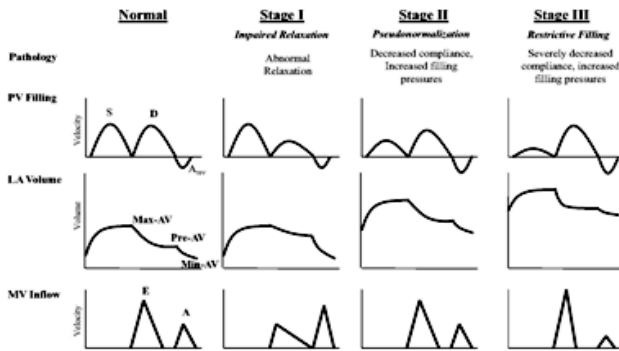 Normal Stage I Stage II Stage III
Impaired Relaxation Pseudonormalization Restrictive Filling
Pathology Abnormal Relaxation Decreased compliance, Increased filling pressures Severely decreased compliance, increased filling pressures
PV Filling
Velocity S D
A
LA Volume
Volume Max-AV
Pre-AV
Min-AV
MV Inflow
Velocity E A